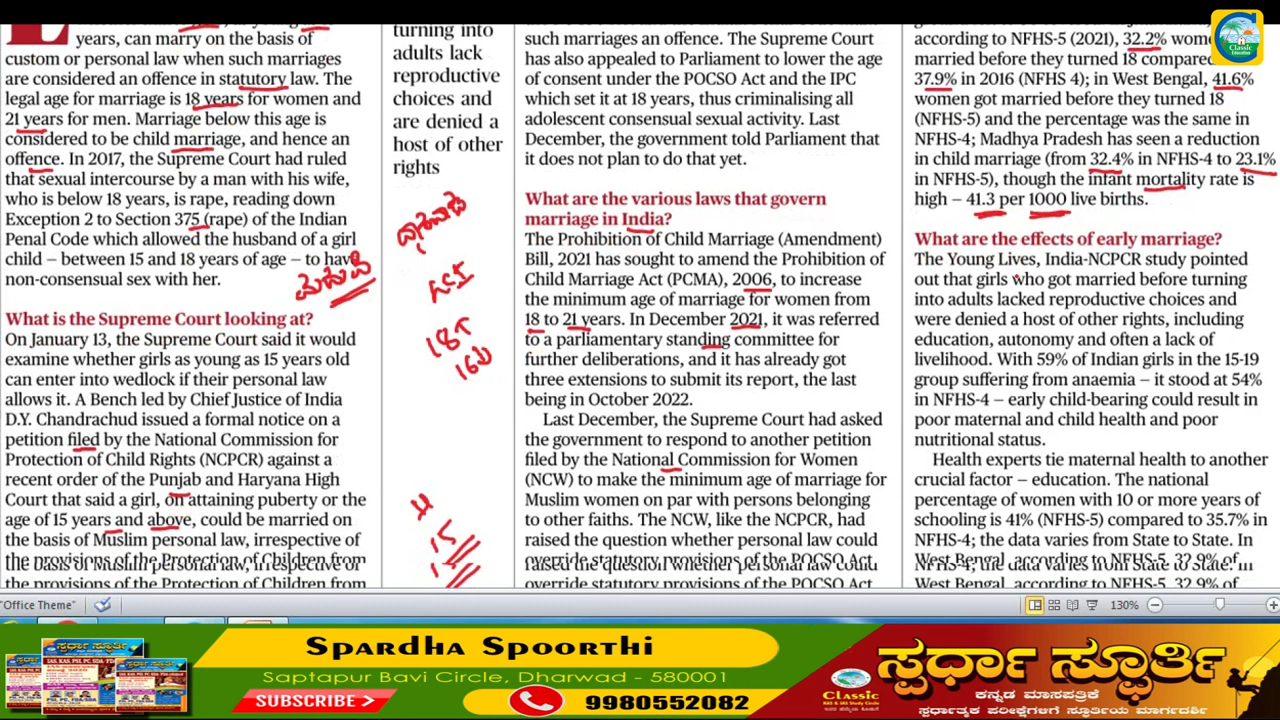 years, can marry on the basis of
custom or personal law when such marriages
are considered an offence in statutory law. The
legal age for marriage is 18 years for women and
21 years for men. Marriage below this age is
considered to be child marriage, and hence an
offence. In 2017, the Supreme Court had ruled
that sexual intercourse by a man with his wife,
who is below 18 years, is rape, reading down
Exception 2 to Section 375 (rape) of the Indian
Penal Code which allowed the husband of a girl
child – between 15 and 18 years of age – to have
non-consensual sex with her.
What is the Supreme Court looking at?
On January 13, the Supreme Court said it would
examine whether girls as young as 15 years old
can enter into wedlock if their personal law
allows it. A Bench led by Chief Justice of India
D.Y. Chandrachud issued a formal notice on a
petition filed by the National Commission for
Protection of Child Rights (NCPCR) against a
recent order of the Punjab and Haryana High
Court that said a girl, on attaining puberty or the
age of 15 years and above, could be married on
the basis of Muslim personal law, irrespective of
the provisions of the Protection of Children from
turning into
adults lack
reproductive
choices and
are denied a
host of other
rights
18
15
such marriages an offence. The Supreme Court
has also appealed to Parliament to lower the age
of consent under the POCSO Act and the IPC
which set it at 18 years, thus criminalising all
adolescent consensual sexual activity. Last
December, the government told Parliament that
it does not plan to do that yet.
What are the various laws that govern
marriage in India?
The Prohibition of Child Marriage (Amendment)
Bill, 2021 has sought to amend the Prohibition of
Child Marriage Act (PCMA), 2006, to increase
the minimum age of marriage for women from
18 to 21 years. In December 2021, it was referred
to a parliamentary standing committee for
further deliberations, and it has already got
three extensions to submit its report, the last
being in October 2022.
Last December, the Supreme Court had asked
the government to respond to another petition
filed by the National Commission for Women
(NCW) to make the minimum age of marriage for
Muslim women on par with persons belonging
to other faiths. The NCW, like the NCPCR, had
raised the question whether personal law could
override statutory provisions of the POCSO Act
according to NFHS-5 (2021), 32.2% wom
married before they turned 18 compare
37.9% in 2016 (NFHS 4); in West Bengal, 41.6%
women got married before they turned 18
(NFHS-5) and the percentage was the same in
NFHS-4; Madhya Pradesh has seen a reduction
in child marriage (from 32.4% in NFHS-4 to 23.1%
in NFHS-5), though the infant mortality rate is
high – 41.3 per 1000 live births.
What are the effects of early marriage?
The Young Lives, India-NCPCR study pointed
out that girls who got married before turning
into adults lacked reproductive choices and
were denied a host of other rights, including
education, autonomy and often a lack of
livelihood. With 59% of Indian girls in the 15-19
group suffering from anaemia – it stood at 54%
in NFHS-4 – early child-bearing could result in
poor maternal and child health and poor
nutritional status.
Health experts tie maternal health to another
crucial factor – education. The national
percentage of women with 10 or more years of
schooling is 41% (NFHS-5) compared to 35.7% in
NFHS-4; the data varies from State to State. In
West Bengal, according to NFHS-5, 32.9% of
Classic
Education
"Office Theme"
130%
Spardha Spoorthi
Saptapur Bavi Circle, Dharwad - 580001
SUBSCRIBE
9980552082
Classic
KAS & IAS Study Circle
ಸ್ಪರ್ಧಾ ಸ್ಫೂರ್ತಿ
ಕನ್ನಡ ಮಾಸಪತ್ರಿಕೆ
ಸ್ಪರ್ಧಾತ್ಮಕ ಪರೀಕ್ಷೆಗಳಿಗೆ ಸ್ಫೂರ್ತಿಯ ಮಾರ್ಗದರ್ಶಿ